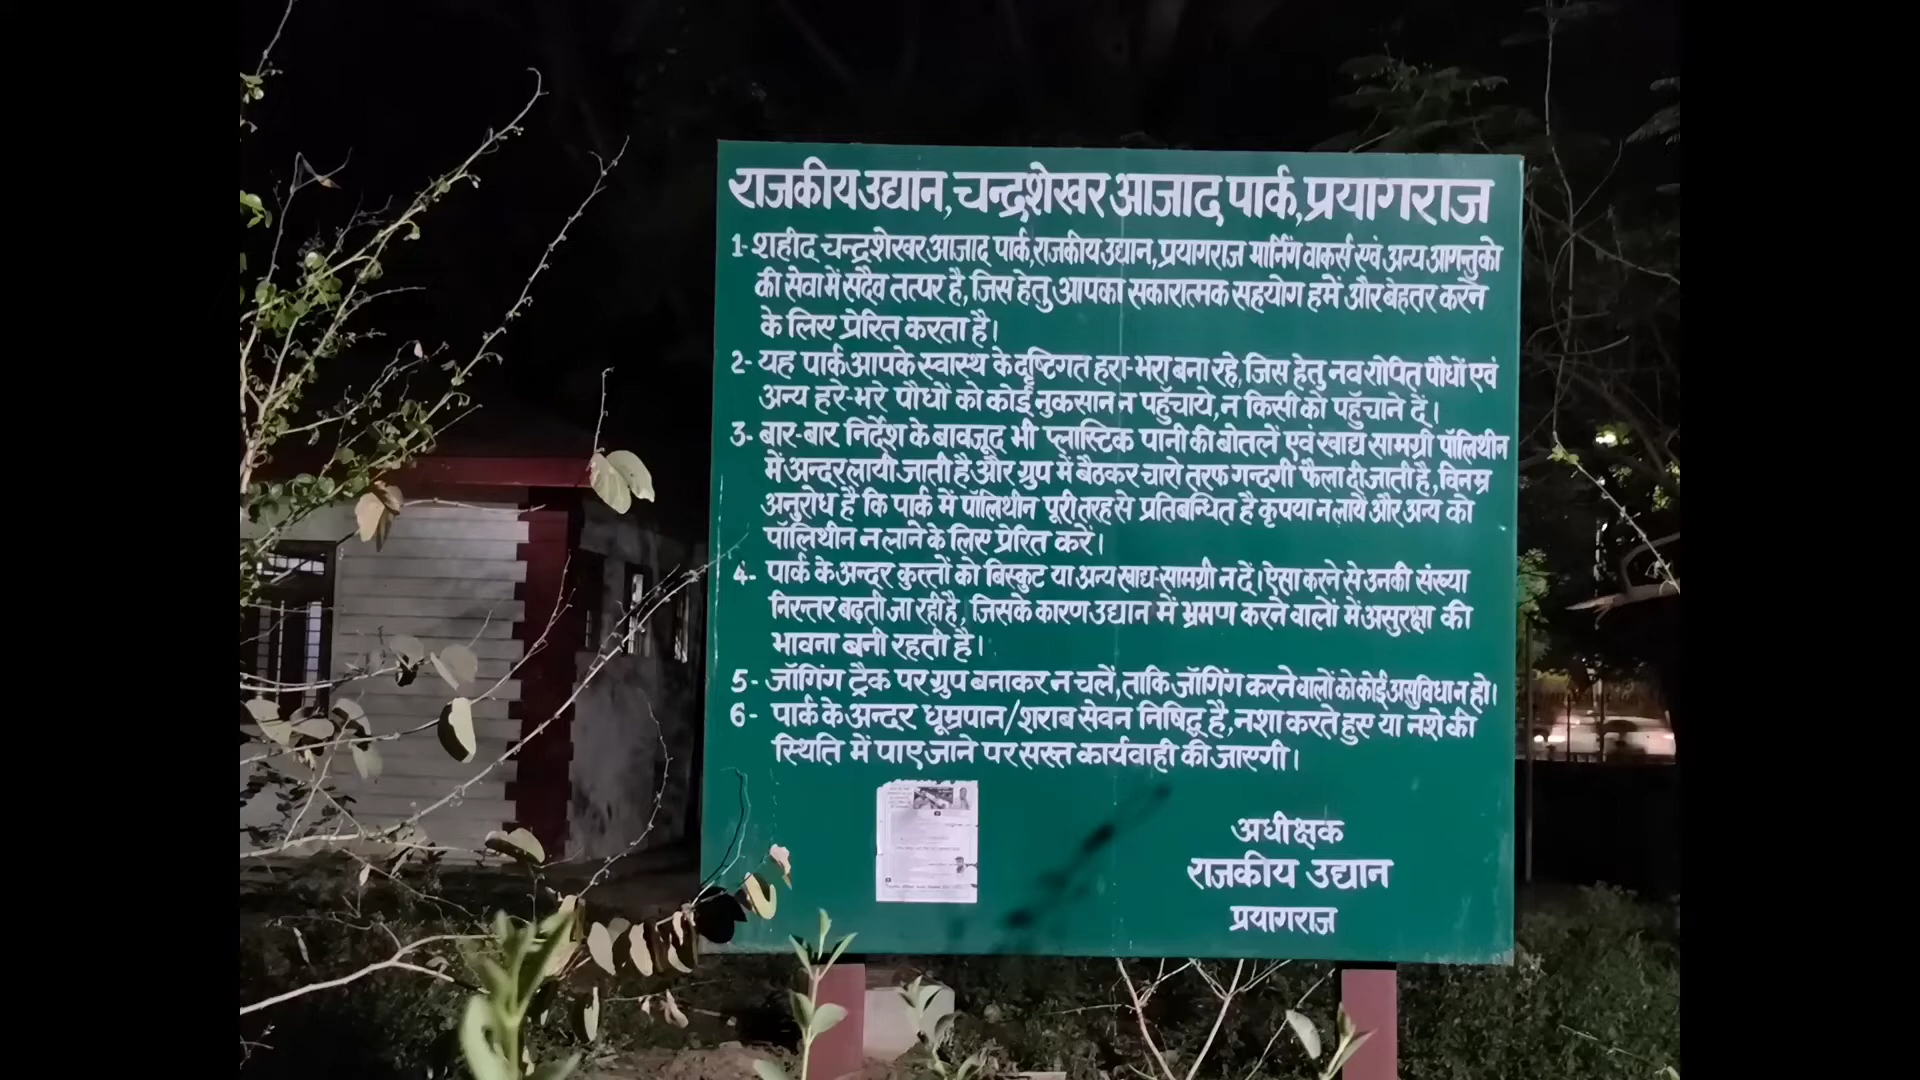 राजकीय उद्यान, चन्द्रशेखर आजाद पार्क, प्रयागराज
1- शहीद चन्द्रशेखर आजाद पार्क, राजकीय उद्यान, प्रयागराज मार्निंग वाकर्स एवं अन्य आगन्तुको
की सेवा में सदैव तत्पर है, जिस हेतु आपका सकारात्मक सहयोग हमें और बेहतर करने
के लिए प्रेरित करता है।
2- यह पार्क आपके स्वास्थ के दृष्टिगत हरा-भरा बना रहे, जिस हेतु नव रोपित पौधों एवं
अन्य हरे-भरे पौधों को कोई नुकसान न पहुँचाये, न किसी को पहुँचाने दें।
3- बार-बार निर्देश के बावजूद भी प्लास्टिक पानी की बोतलें एवं खाद्य सामग्री पॉलिथीन
में अन्दर लायी जाती है और ग्रुप में बैठकर चारो तरफ गन्दगी फैला दी जाती है, विनम्र
अनुरोध है कि पार्क में पॉलिथीन पूरी तरह से प्रतिबन्धित है कृपया न लायें और अन्य को
पॉलिथीन न लाने के लिए प्रेरित करें।
4- पार्क के अन्दर कुत्तों को बिस्कुट या अन्य खाद्य-सामग्री न दें। ऐसा करने से उनकी संख्या
निरन्तर बढ़ती जा रही है, जिसके कारण उद्यान में भ्रमण करने वालों में असुरक्षा की
भावना बनी रहती है।
5- जॉगिंग ट्रैक पर ग्रुप बनाकर न चलें, ताकि जॉगिंग करने वालों को कोई असुविधा न हो।
6- पार्क के अन्दर धूम्रपान/शराब सेवन निषिद्ध है, नशा करते हुए या नशे की
स्थिति में पाए जाने पर सख्त कार्यवाही की जाएगी।
अधीक्षक
राजकीय उद्यान
प्रयागराज